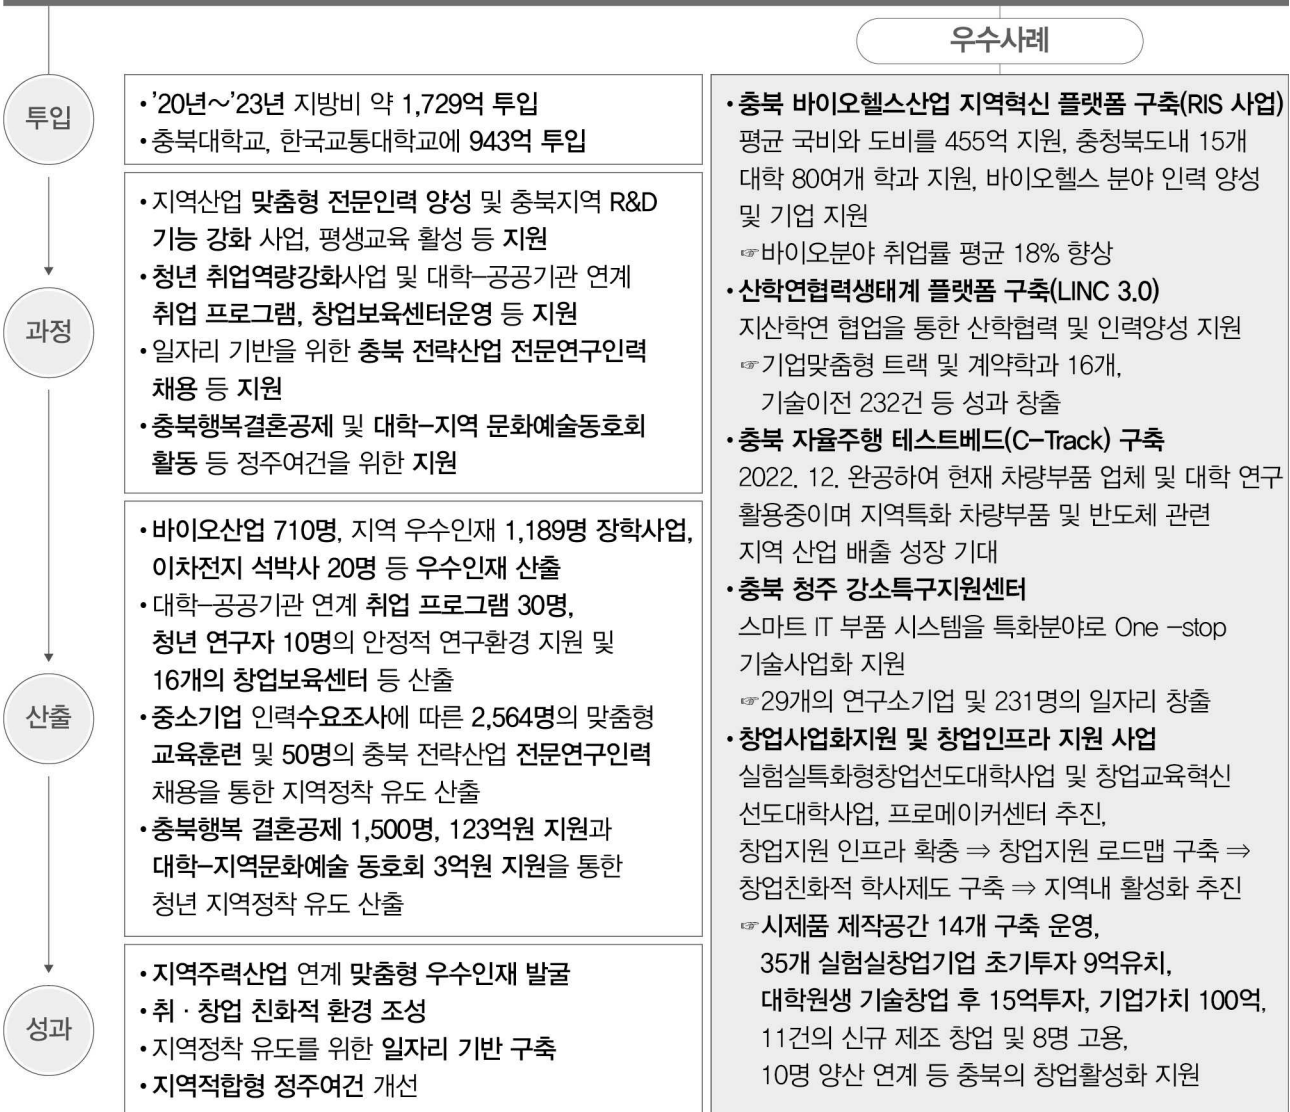 우수사례
투입
•’20년~’23년 지방비 약 1,729억 투입
•충북대학교, 한국교통대학교에 943억 투입
과정
•지역산업 맞춤형 전문인력 양성 및 충북지역 R&D
기능 강화 사업, 평생교육 활성 등 지원
•청년 취업역량강화사업 및 대학-공공기관 연계
취업 프로그램, 창업보육센터운영 등 지원
•일자리 기반을 위한 충북 전략산업 전문연구인력
채용 등 지원
•충북행복결혼공제 및 대학-지역 문화예술동호회
활동 등 정주여건을 위한 지원
산출
•바이오산업 710명, 지역 우수인재 1,189명 장학사업,
이차전지 석박사 20명 등 우수인재 산출
•대학-공공기관 연계 취업 프로그램 30명,
청년 연구자 10명의 안정적 연구환경 지원 및
16개의 창업보육센터 등 산출
•중소기업 인력수요조사에 따른 2,564명의 맞춤형
교육훈련 및 50명의 충북 전략산업 전문연구인력
채용을 통한 지역정착 유도 산출
•충북행복 결혼공제 1,500명, 123억원 지원과
대학-지역문화예술 동호회 3억원 지원을 통한
청년 지역정착 유도 산출
성과
•지역주력산업 연계 맞춤형 우수인재 발굴
•취·창업 친화적 환경 조성
•지역정착 유도를 위한 일자리 기반 구축
•지역적합형 정주여건 개선
•충북 바이오헬스산업 지역혁신 플랫폼 구축(RIS 사업)
평균 국비와 도비를 455억 지원, 충청북도내 15개
대학 80여개 학과 지원, 바이오헬스 분야 인력 양성
및 기업 지원
☞바이오분야 취업률 평균 18% 향상
•산학연협력생태계 플랫폼 구축(LINC 3.0)
지산학연 협업을 통한 산학협력 및 인력양성 지원
☞기업맞춤형 트랙 및 계약학과 16개,
기술이전 232건 등 성과 창출
•충북 자율주행 테스트베드(C-Track) 구축
2022. 12. 완공하여 현재 차량부품 업체 및 대학 연구
활용중이며 지역특화 차량부품 및 반도체 관련
지역 산업 배출 성장 기대
•충북 청주 강소특구지원센터
스마트 IT 부품 시스템을 특화분야로 One -stop
기술사업화 지원
☞29개의 연구소기업 및 231명의 일자리 창출
•창업사업화지원 및 창업인프라 지원 사업
실험실특화형창업선도대학사업 및 창업교육혁신
선도대학사업, 프로메이커센터 추진,
창업지원 인프라 확충 ⇒ 창업지원 로드맵 구축 ⇒
창업친화적 학사제도 구축 ⇒ 지역내 활성화 추진
☞시제품 제작공간 14개 구축 운영,
35개 실험실창업기업 초기투자 9억유치,
대학원생 기술창업 후 15억투자, 기업가치 100억,
11건의 신규 제조 창업 및 8명 고용,
10명 양산 연계 등 충북의 창업활성화 지원